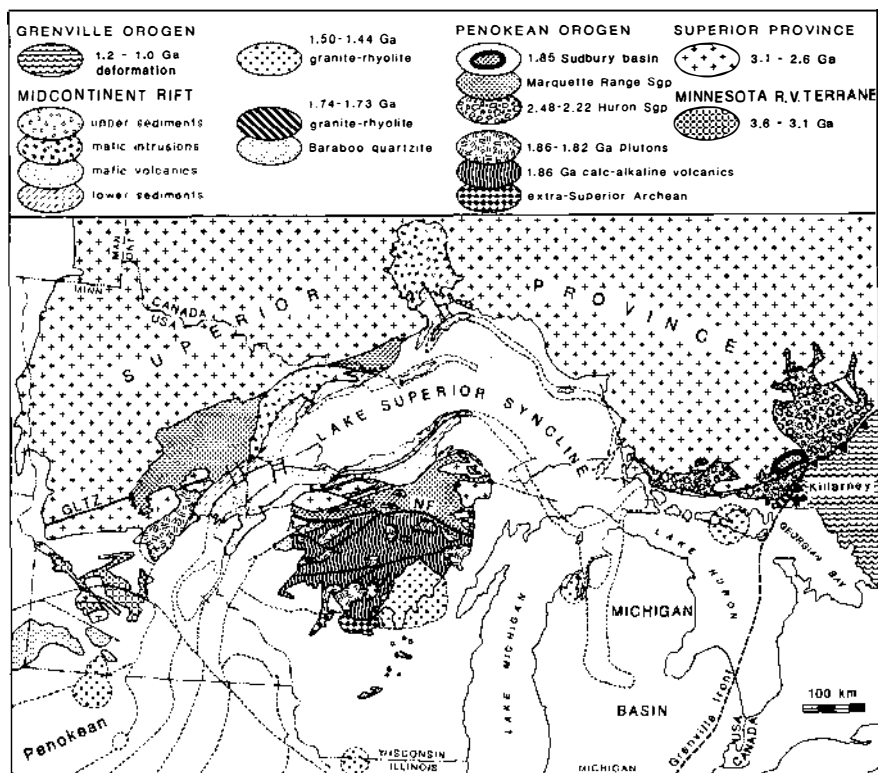 GRENVILLE OROGEN
1.2 - 1.0 Ga
deformation
MIDCONTINENT RIFT
upper sediments
mafic intrusions
mafic volcanics
lower sediments
1.50-1.44 Ga
granite-rhyolite
1.74-1.73 Ga
granite-rhyolite
Baraboo quartzite
PENOKEAN OROGEN
1.85 Sudbury basin
Marquette Range Sgp
2.48-2.22 Huron Sgp
1.86-1.82 Ga Plutons
1.86 Ga calc-alkaline volcanics
extra-Superior Archean
SUPERIOR PROVINCE
3.1 - 2.6 Ga
MINNESOTA R.V. TERRANE
3.6 - 3.1 Ga
MAN
ONT
MINN
CANADA
USA
SUPERIOR
PROVINCE
LAKE SUPERIOR SYNCLINE
GLTZ
NF
Killarney
GEORGIAN BAY
LAKE HURON
LAKE MICHIGAN
MICHIGAN
BASIN
100 km
Penokean
WISCONSIN
ILLINOIS
MICHIGAN
Grenville front
USA
CANADA